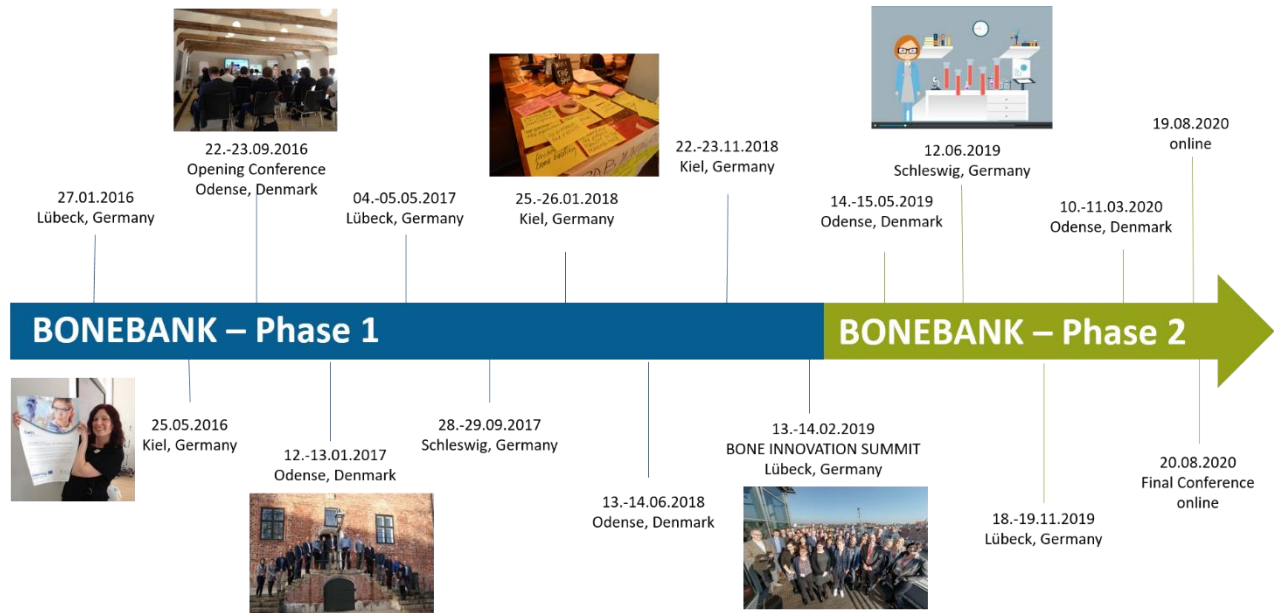 22.-23.09.2016
Opening Conference
Odense, Denmark
27.01.2016
Lübeck, Germany
04.-05.05.2017
Lübeck, Germany
25.-26.01.2018
Kiel, Germany
22.-23.11.2018
Kiel, Germany
14.-15.05.2019
Odense, Denmark
12.06.2019
Schleswig, Germany
10.-11.03.2020
Odense, Denmark
19.08.2020
online
BONEBANK – Phase 1
BONEBANK – Phase 2
25.05.2016
Kiel, Germany
12.-13.01.2017
Odense, Denmark
28.-29.09.2017
Schleswig, Germany
13.-14.06.2018
Odense, Denmark
13.-14.02.2019
BONE INNOVATION SUMMIT
Lübeck, Germany
18.-19.11.2019
Lübeck, Germany
20.08.2020
Final Conference
online